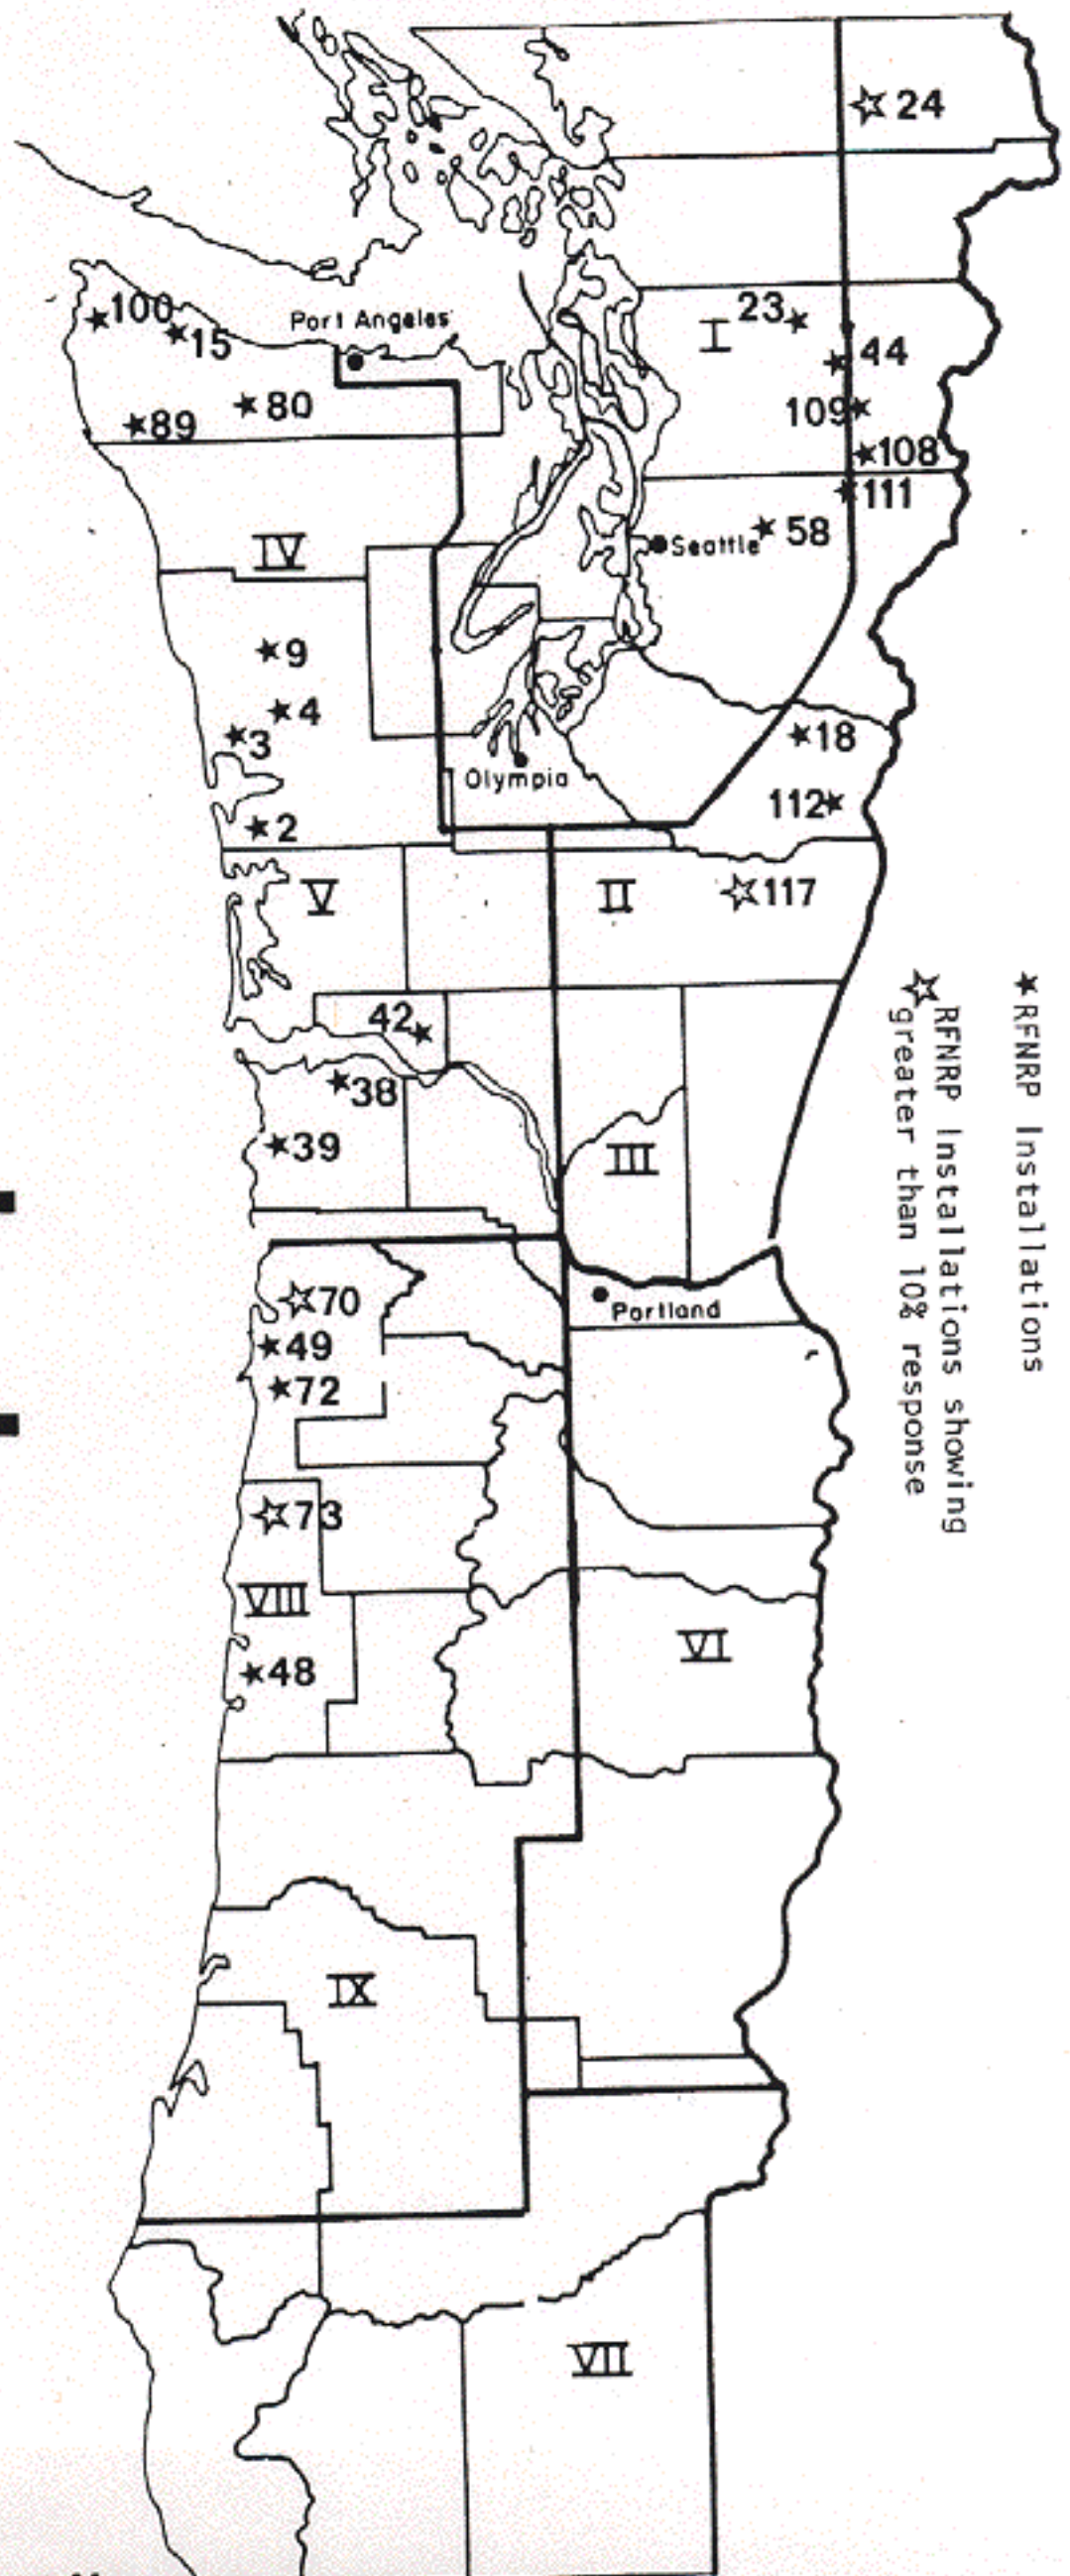 ☆ 24
23 ★
I
★ 44
★ 100
★ 15
Port Angeles
109 ★
★ 80
★ 89
★ 108
★ 111
★ 58
Seattle
IV
★ 9
★ 4
★ 3
★ 18
Olympia
112 ★
★ 2
V
II
☆ 117
★ RFNRP Installations
☆ RFNRP Installations showing
greater than 10% response
42 ★
★ 38
★ 39
III
☆ 70
Portland
★ 49
★ 72
☆ 73
VIII
VI
★ 48
IX
VII